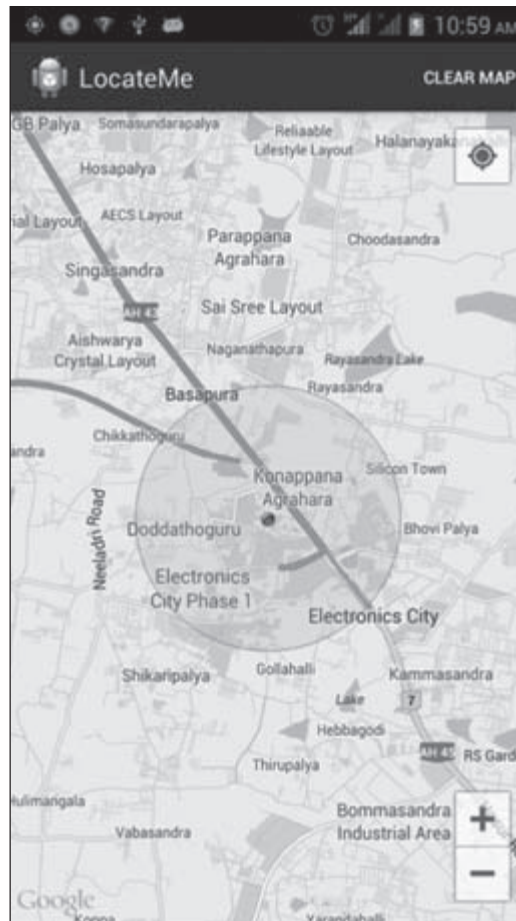 10:59 AM
LocateMe
CLEAR MAP
GB Palya
Somasundarapalya
Reliaable
Lifestyle Layout
Hosapalya
ial Layout
AECS Layout
Parappana
Agrahara
Choodasandra
Singasandra
Sai Sree Layout
Aishwarya
Crystal Layout
Naganathapura
Rayasandra Lake
Basapura
Rayasandra
Chikkathoguru
andra
Konappana
Agrahara
Silicon Town
Neeladri Road
Doddathoguru
Bhovi Palya
Electronics
City Phase 1
Electronics City
Shikaripalya
Gollahalli
Kammasandra
Lake
7
Hebbagodi
Thirupalya
RS Gard
Hulimangala
Bommasandra
Industrial Area
+
Vabasandra
−
Google